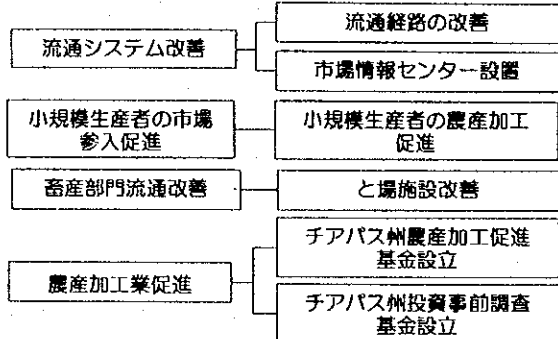 流通システム改善
流通経路の改善
市場情報センター設置
小規模生産者の市場
参入促進
小規模生産者の農産加工
促進
畜産部門流通改善
と場施設改善
農産加工業促進
チアパス州農産加工促進
基金設立
チアパス州投資事前調査
基金設立